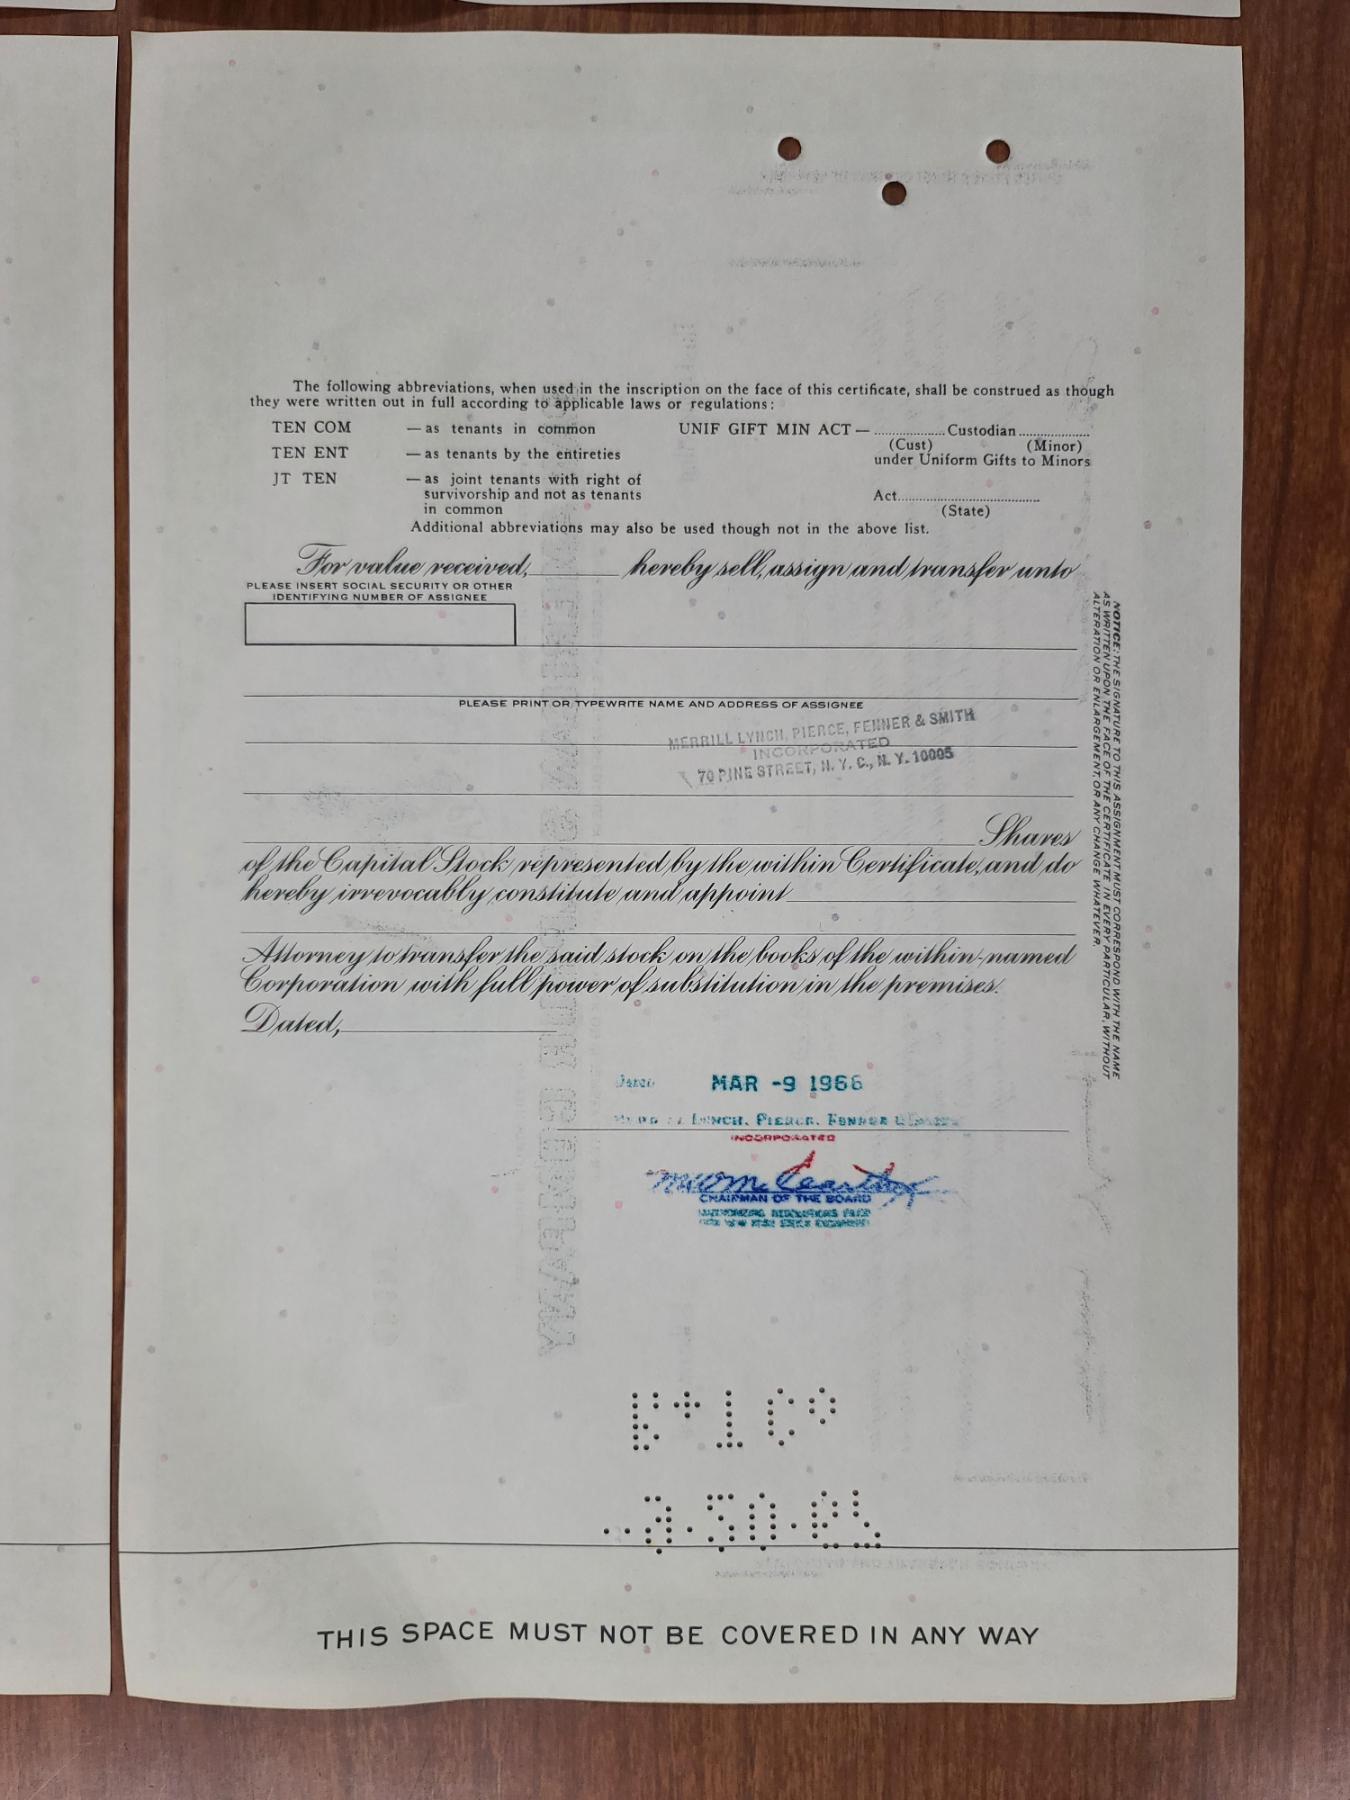 The following abbreviations, when used in the inscription on the face of this certificate, shall be construed as though
they were written out in full according to applicable laws or regulations:
TEN COM — as tenants in common
TEN ENT — as tenants by the entireties
JT TEN — as joint tenants with right of
survivorship and not as tenants
in common
UNIF GIFT MIN ACT — .................... Custodian ....................
(Cust) (Minor)
under Uniform Gifts to Minors
Act........................................
(State)
Additional abbreviations may also be used though not in the above list.
For value received, ________ hereby sell, assign and transfer unto
PLEASE INSERT SOCIAL SECURITY OR OTHER
IDENTIFYING NUMBER OF ASSIGNEE
PLEASE PRINT OR TYPEWRITE NAME AND ADDRESS OF ASSIGNEE
MERRILL LYNCH, PIERCE, FENNER & SMITH
INCORPORATED
70 PINE STREET, N. Y. C., N. Y. 10005
Shares
of the Capital Stock represented by the within Certificate, and do
hereby irrevocably constitute and appoint
Attorney to transfer the said stock on the books of the within-named
Corporation with full power of substitution in the premises.
Dated,
NOTICE: THE SIGNATURE TO THIS ASSIGNMENT MUST CORRESPOND WITH THE NAME
AS WRITTEN UPON THE FACE OF THE CERTIFICATE, IN EVERY PARTICULAR, WITHOUT
ALTERATION OR ENLARGEMENT, OR ANY CHANGE WHATEVER.
MAR -9 1966
LYNCH, PIERCE, FENNER &
INCORPORATED
CHAIRMAN OF THE BOARD
THIS SPACE MUST NOT BE COVERED IN ANY WAY